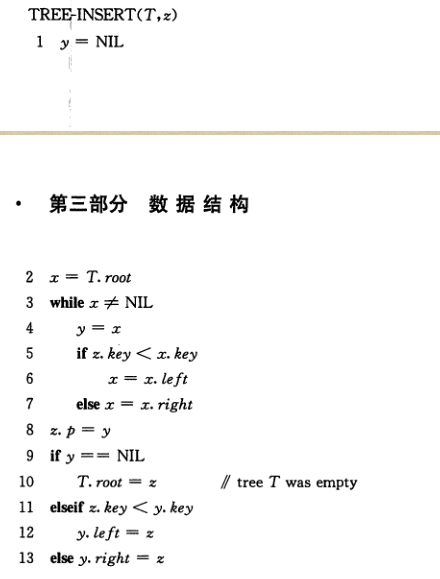 TREE-INSERT(T,z)
1 y = NIL
· 第三部分 数据结构
2 x = T.root
3 while x ≠ NIL
4 y = x
5 if z.key < x.key
6 x = x.left
7 else x = x.right
8 z.p = y
9 if y == NIL
10 T.root = z // tree T was empty
11 elseif z.key < y.key
12 y.left = z
13 else y.right = z